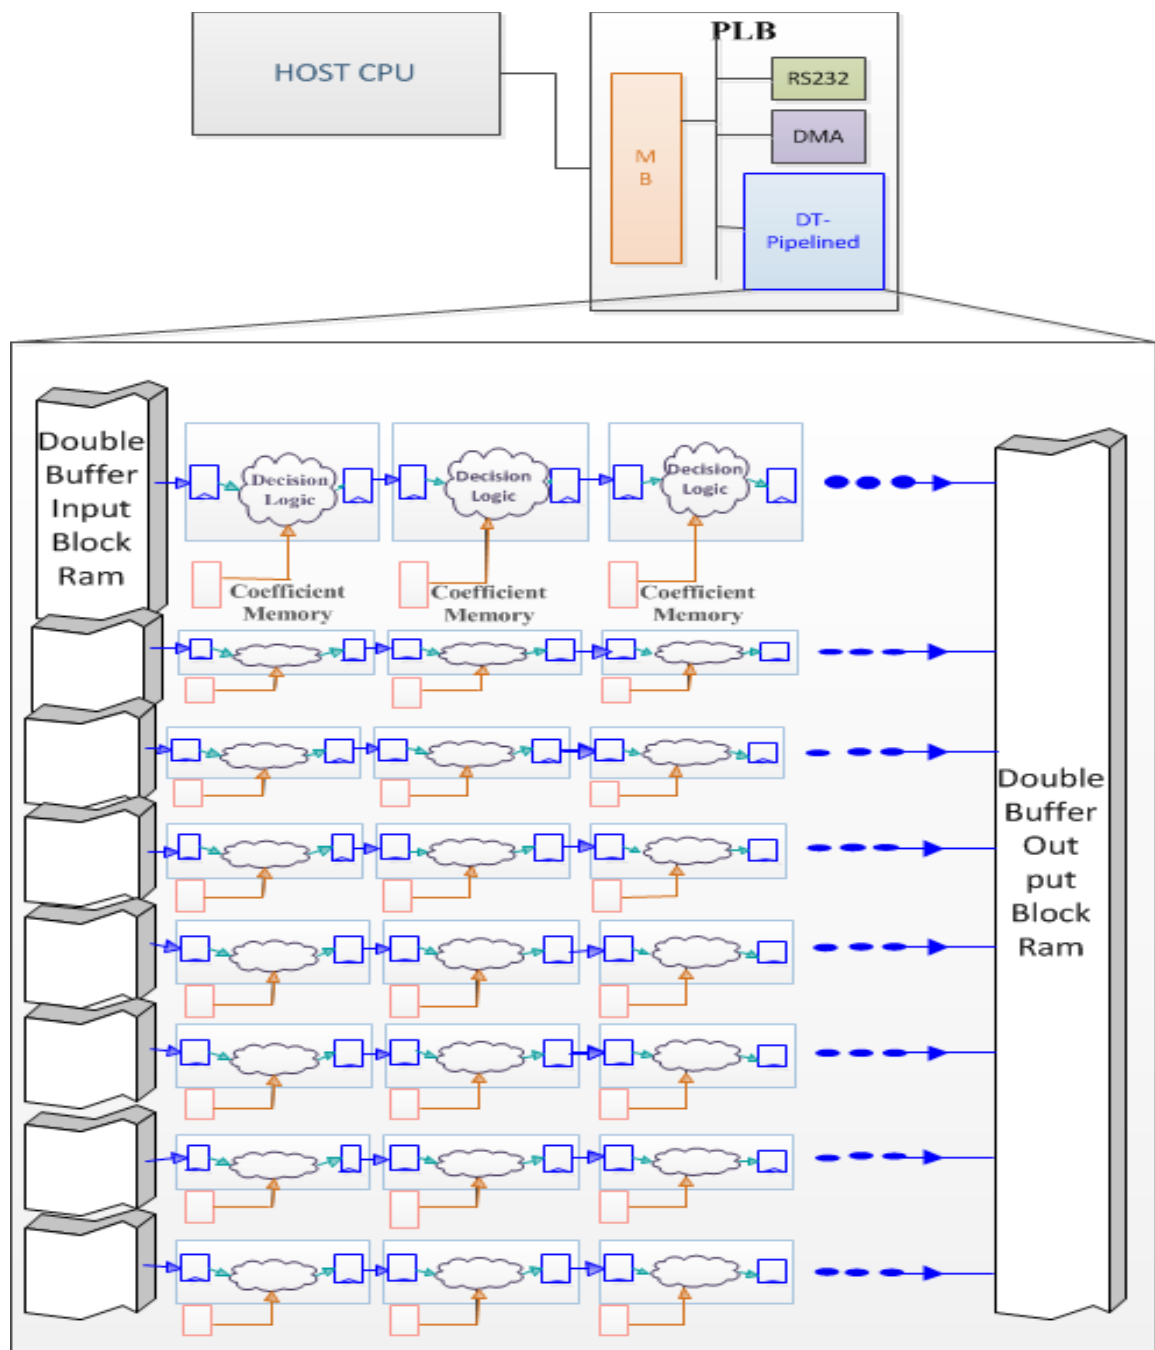 PLB
HOST CPU
RS232
DMA
M
B
DT-
Pipelined
Double
Buffer
Input
Block
Ram
Decision
Logic
Decision
Logic
Decision
Logic
Coefficient
Memory
Coefficient
Memory
Coefficient
Memory
Double
Buffer
Out
put
Block
Ram